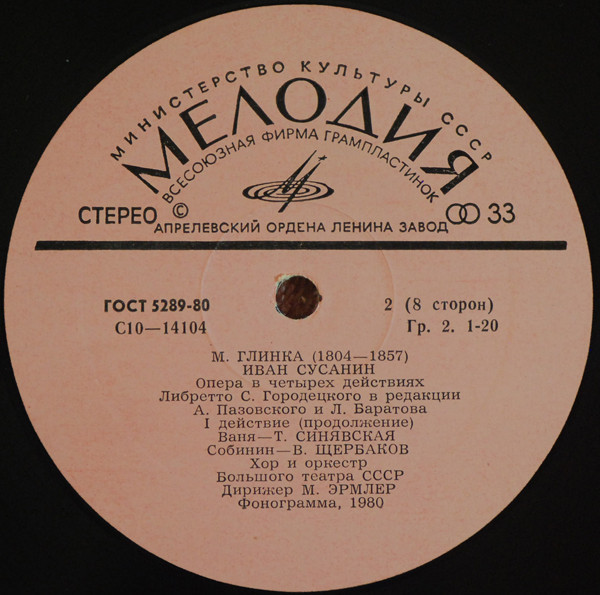 МИНИСТЕРСТВО КУЛЬТУРЫ СССР
МЕЛОДИЯ
ВСЕСОЮЗНАЯ ФИРМА ГРАМПЛАСТИНОК
СТЕРЕО ©
33
АПРЕЛЕВСКИЙ ОРДЕНА ЛЕНИНА ЗАВОД
ГОСТ 5289-80
2 (8 сторон)
С10—14104
Гр. 2. 1-20
М. ГЛИНКА (1804—1857)
ИВАН СУСАНИН
Опера в четырех действиях
Либретто С. Городецкого в редакции
А. Пазовского и Л. Баратова
I действие (продолжение)
Ваня—Т. СИНЯВСКАЯ
Собинин—В. ЩЕРБАКОВ
Хор и оркестр
Большого театра СССР
Дирижер М. ЭРМЛЕР
Фонограмма, 1980